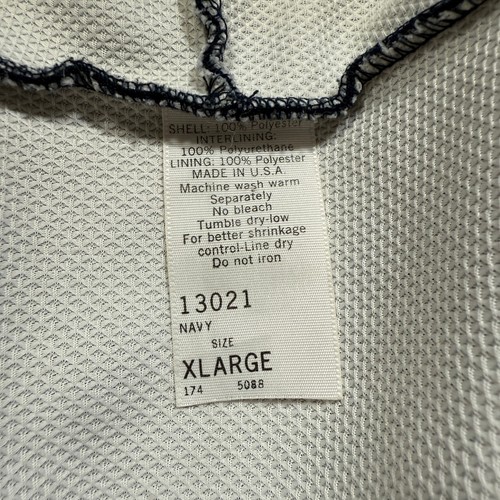 SHELL: 100% Polyester
INTERLINING:
100% Polyurethane
LINING: 100% Polyester
MADE IN U.S.A.
Machine wash warm
Separately
No bleach
Tumble dry-low
For better shrinkage
control-Line dry
Do not iron
13021
NAVY
SIZE
XLARGE
174 5088